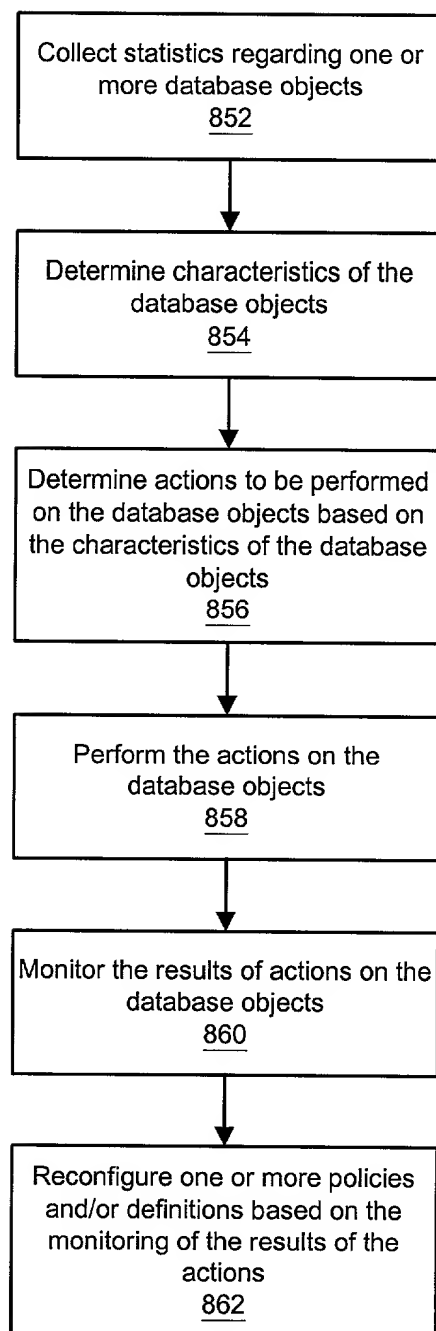 Collect statistics regarding one or
more database objects
852
Determine characteristics of the
database objects
854
Determine actions to be performed
on the database objects based on
the characteristics of the database
objects
856
Perform the actions on the
database objects
858
Monitor the results of actions on the
database objects
860
Reconfigure one or more policies
and/or definitions based on the
monitoring of the results of the
actions
862